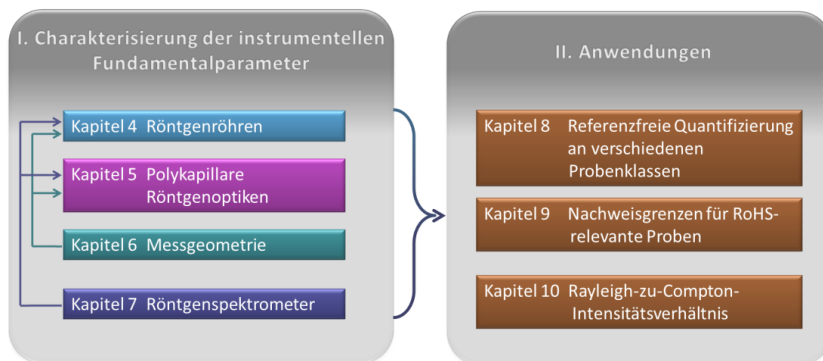 I. Charakterisierung der instrumentellen
Fundamentalparameter
Kapitel 4 Röntgenröhren
Kapitel 5 Polykapillare
Röntgenoptiken
Kapitel 6 Messgeometrie
Kapitel 7 Röntgenspektrometer
II. Anwendungen
Kapitel 8 Referenzfreie Quantifizierung
an verschiedenen
Probenklassen
Kapitel 9 Nachweisgrenzen für RoHS-
relevante Proben
Kapitel 10 Rayleigh-zu-Compton-
Intensitätsverhältnis